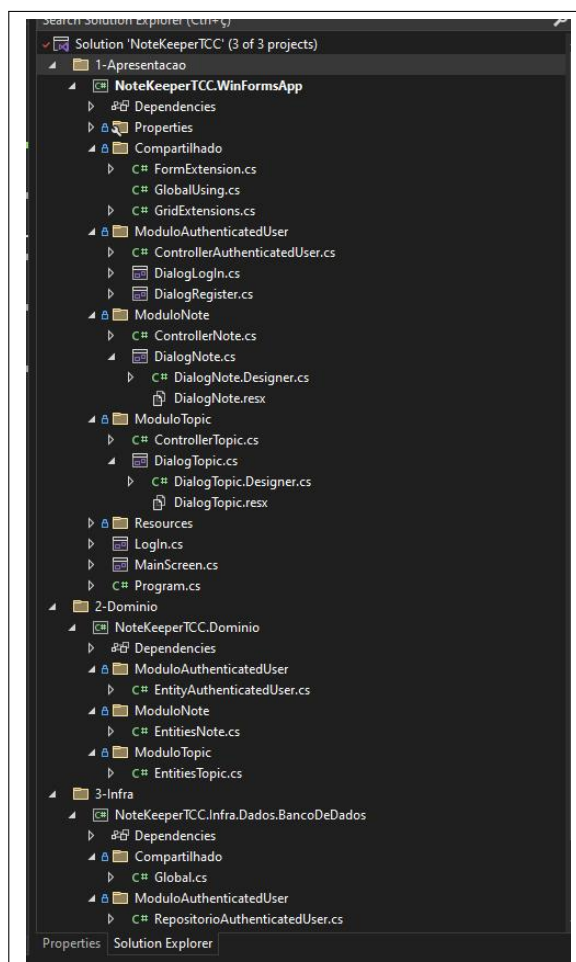 Search Solution Explorer (Ctrl+ç)
Solution 'NoteKeeperTCC' (3 of 3 projects)
1-Apresentacao
C# NoteKeeperTCC.WinFormsApp
Dependencies
Properties
Compartilhado
C# FormExtension.cs
C# GlobalUsing.cs
C# GridExtensions.cs
ModuloAuthenticatedUser
C# ControllerAuthenticatedUser.cs
DialogLogIn.cs
DialogRegister.cs
ModuloNote
C# ControllerNote.cs
DialogNote.cs
C# DialogNote.Designer.cs
DialogNote.resx
ModuloTopic
C# ControllerTopic.cs
DialogTopic.cs
C# DialogTopic.Designer.cs
DialogTopic.resx
Resources
LogIn.cs
MainScreen.cs
C# Program.cs
2-Dominio
C# NoteKeeperTCC.Dominio
Dependencies
ModuloAuthenticatedUser
C# EntityAuthenticatedUser.cs
ModuloNote
C# EntitiesNote.cs
ModuloTopic
C# EntitiesTopic.cs
3-Infra
C# NoteKeeperTCC.Infra.Dados.BancoDeDados
Dependencies
Compartilhado
C# Global.cs
ModuloAuthenticatedUser
C# RepositorioAuthenticatedUser.cs
Properties Solution Explorer